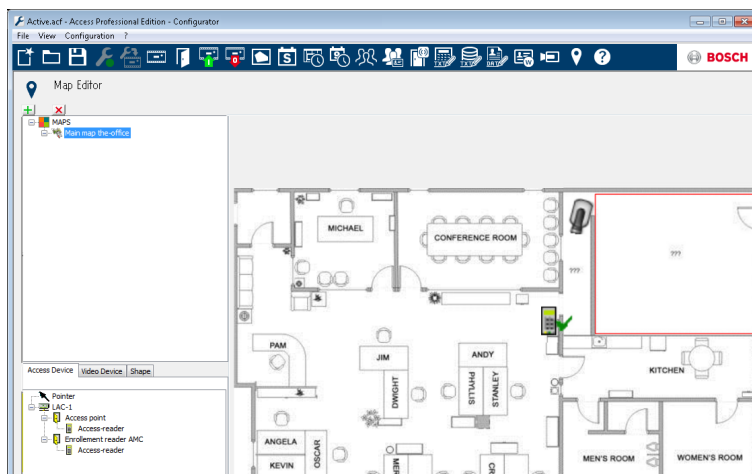 Active.acf - Access Professional Edition - Configurator
File View Configuration ?
BOSCH
Map Editor
MAPS
Main map the-office
Access Device Video Device Shape
Pointer
LAC-1
Access point
Access-reader
Enrollement reader AMC
Access-reader
MICHAEL
CONFERENCE ROOM
???
???
PAM
JIM
ANDY
DWIGHT
PHYLLIS
STANLEY
KITCHEN
ANGELA
OSCAR
KEVIN
MEN'S ROOM
WOMEN'S ROOM